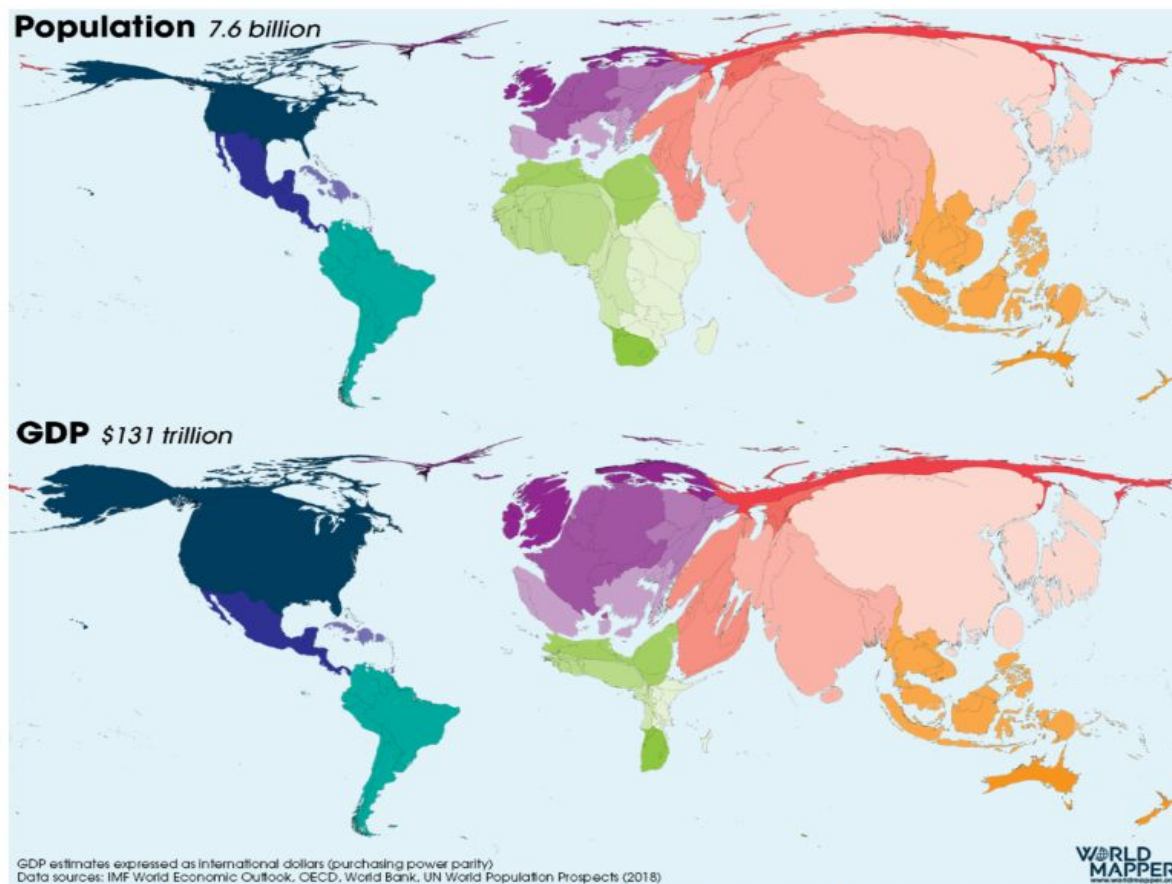 Population 7.6 billion
GDP $131 trillion
GDP estimates expressed as international dollars (purchasing power parity)
Data sources: IMF World Economic Outlook, OECD, World Bank, UN World Population Prospects (2018)
WORLD
MAPPER